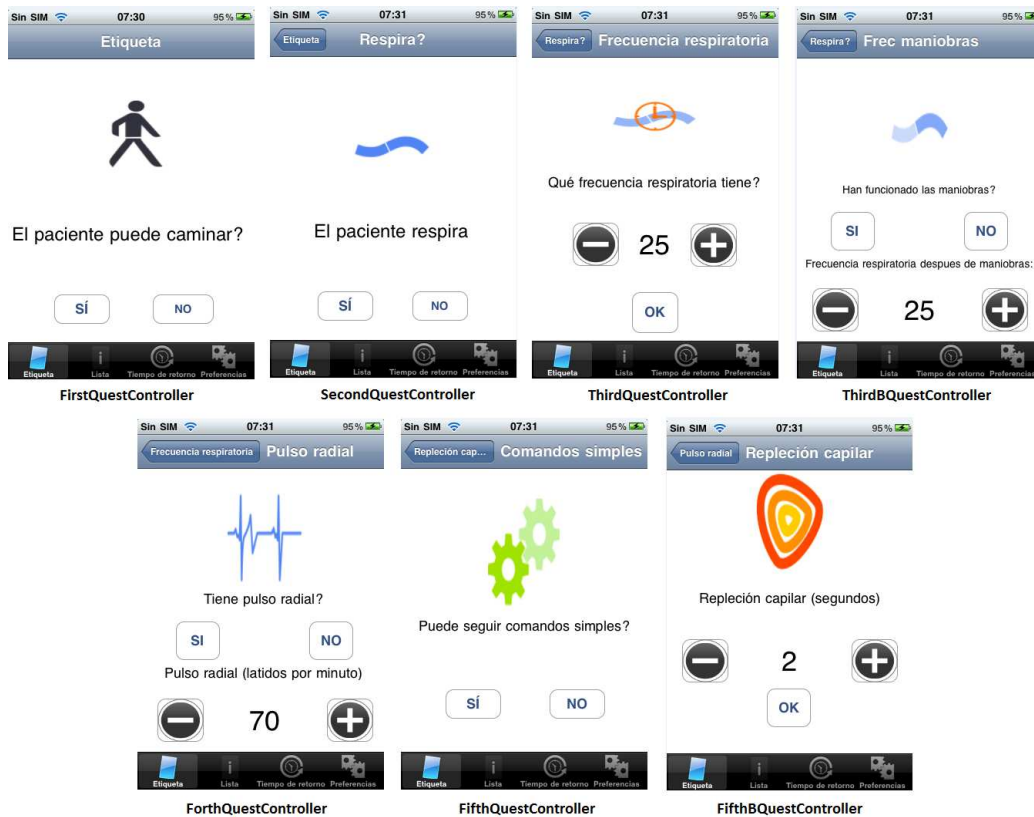 Sin SIM 07:30 95 %
Etiqueta
El paciente puede caminar?
SÍ NO
Etiqueta Lista Tiempo de retorno Preferencias
FirstQuestController
Sin SIM 07:31 95 %
Etiqueta Respira?
El paciente respira
SÍ NO
Etiqueta Lista Tiempo de retorno Preferencias
SecondQuestController
Sin SIM 07:31 95 %
Respira? Frecuencia respiratoria
Qué frecuencia respiratoria tiene?
25
OK
Etiqueta Lista Tiempo de retorno Preferencias
ThirdQuestController
Sin SIM 07:31 95 %
Respira? Frec maniobras
Han funcionado las maniobras?
SI NO
Frecuencia respiratoria despues de maniobras:
25
Etiqueta Lista Tiempo de retorno Preferencias
ThirdBQuestController
Sin SIM 07:31 95 %
Frecuencia respiratoria Pulso radial
Tiene pulso radial?
SI NO
Pulso radial (latidos por minuto)
70
Etiqueta Lista Tiempo de retorno Preferencias
ForthQuestController
Sin SIM 07:31 95 %
Repleción cap... Comandos simples
Puede seguir comandos simples?
SÍ NO
Etiqueta Lista Tiempo de retorno Preferencias
FifthQuestController
Sin SIM 07:31 95 %
Pulso radial Repleción capilar
Repleción capilar (segundos)
2
OK
Etiqueta Lista Tiempo de retorno Preferencias
FifthBQuestController